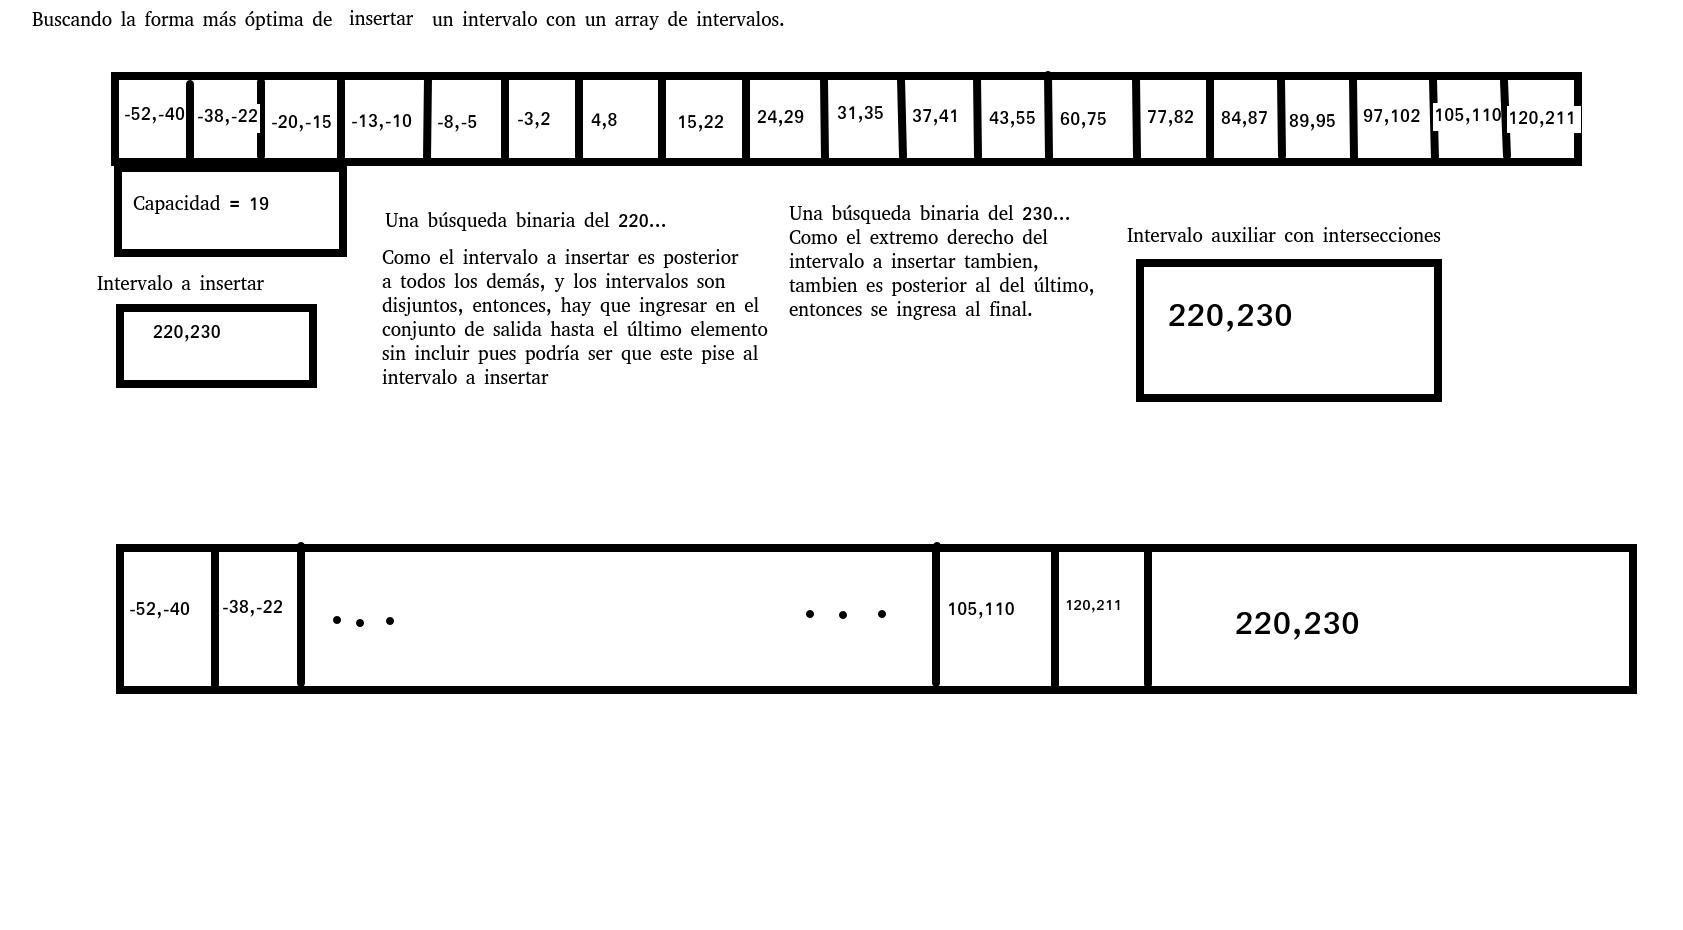 Buscando la forma más óptima de insertar un intervalo con un array de intervalos.
-52,-40 -38,-22 -20,-15 -13,-10 -8,-5 -3,2 4,8 15,22 24,29 31,35 37,41 43,55 60,75 77,82 84,87 89,95 97,102 105,110 120,211
Capacidad = 19
Intervalo a insertar
220,230
Una búsqueda binaria del 220...
Como el intervalo a insertar es posterior
a todos los demás, y los intervalos son
disjuntos, entonces, hay que ingresar en el
conjunto de salida hasta el último elemento
sin incluir pues podría ser que este pise al
intervalo a insertar
Una búsqueda binaria del 230...
Como el extremo derecho del
intervalo a insertar tambien,
tambien es posterior al del último,
entonces se ingresa al final.
Intervalo auxiliar con intersecciones
220,230
-52,-40 -38,-22 ... ... 105,110 120,211 220,230